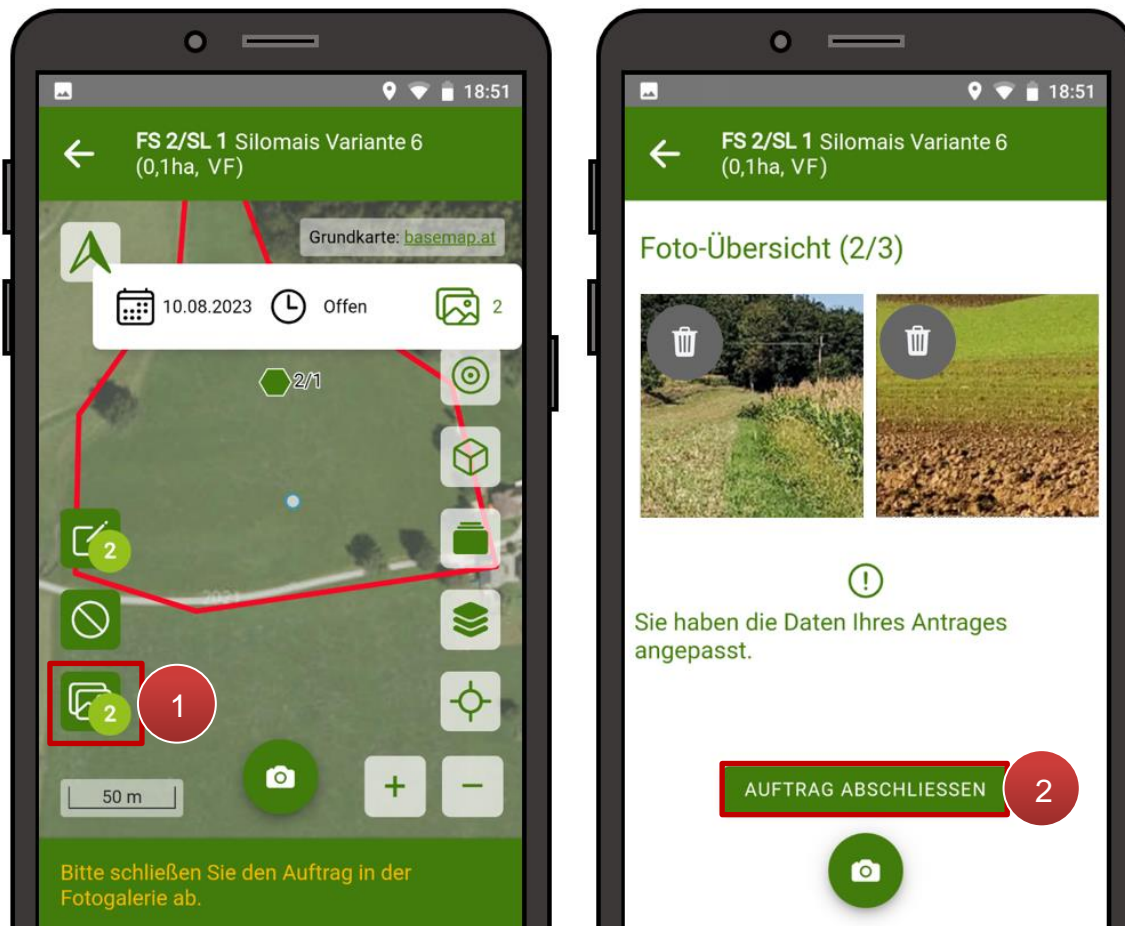 18:51
FS 2/SL 1 Silomais Variante 6
(0,1ha, VF)
Grundkarte: basemap.at
10.08.2023
Offen
2
2/1
2
2021
2
1
50 m
+
−
Bitte schließen Sie den Auftrag in der
Fotogalerie ab.
18:51
FS 2/SL 1 Silomais Variante 6
(0,1ha, VF)
Foto-Übersicht (2/3)
Sie haben die Daten Ihres Antrages
angepasst.
AUFTRAG ABSCHLIESSEN
2